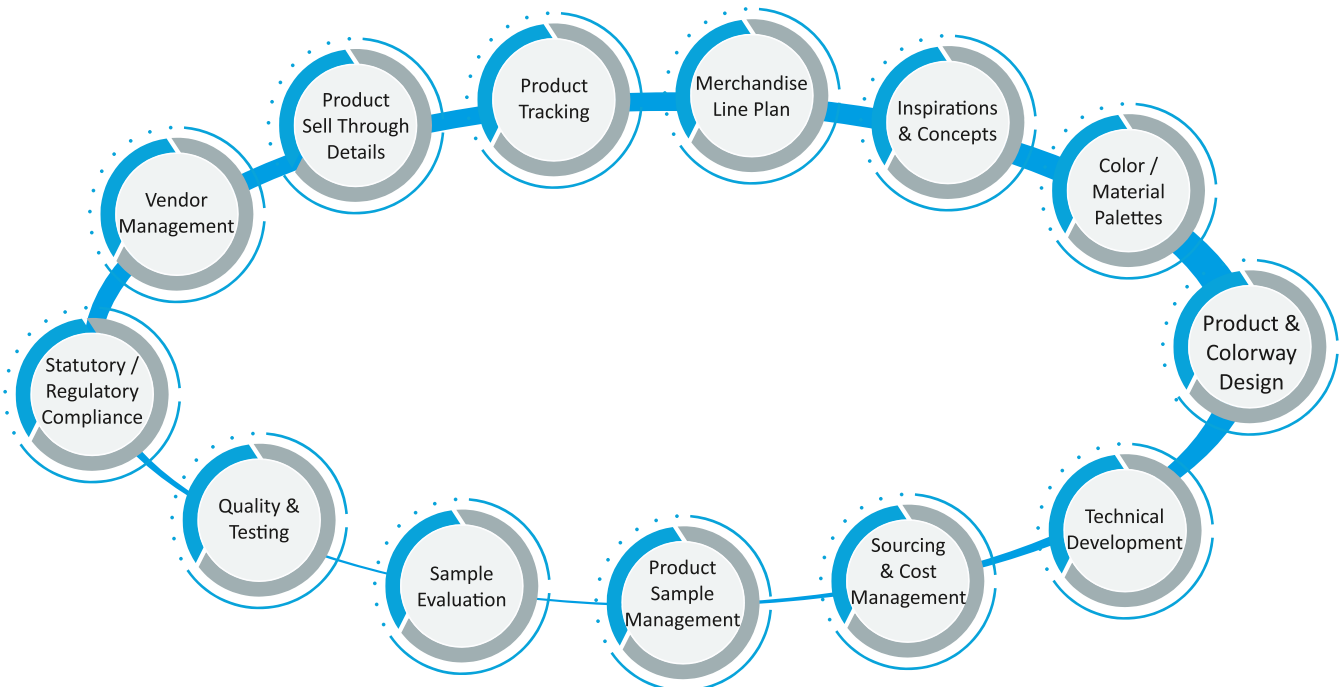 Product
Sell Through
Details
Product
Tracking
Merchandise
Line Plan
Inspirations
& Concepts
Color /
Material
Palettes
Product &
Colorway
Design
Technical
Development
Sourcing
& Cost
Management
Product
Sample
Management
Sample
Evaluation
Quality &
Testing
Statutory /
Regulatory
Compliance
Vendor
Management